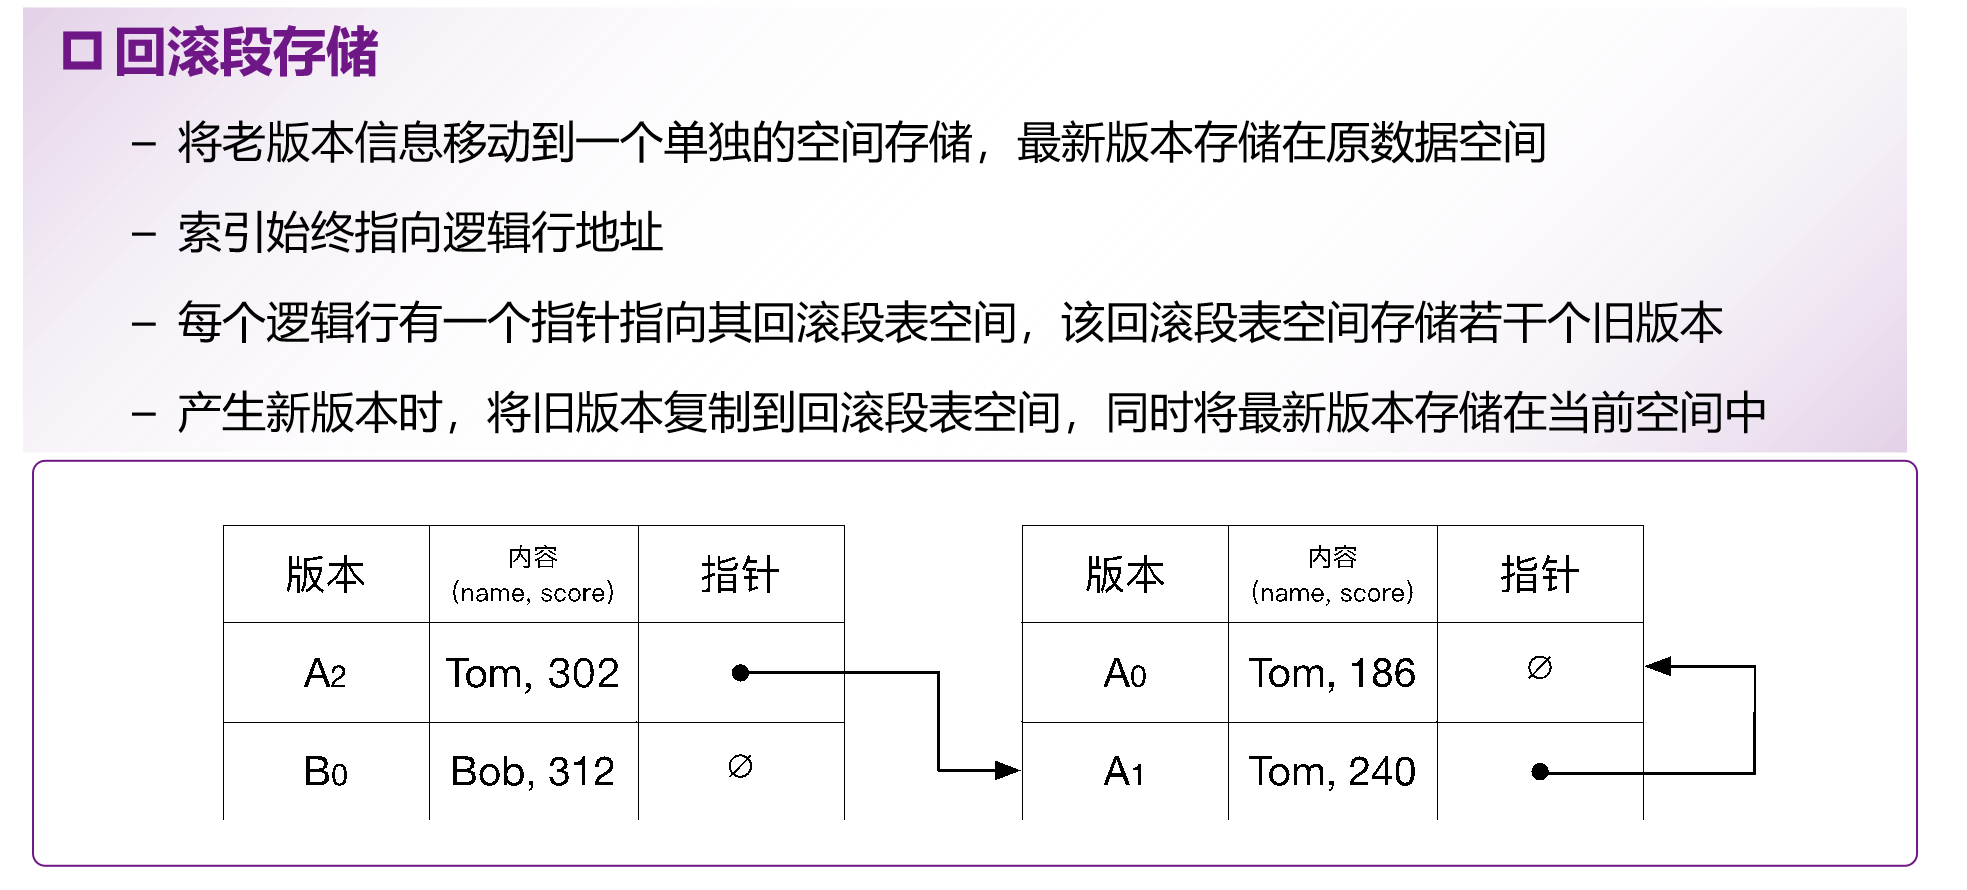 回滚段存储
– 将老版本信息移动到一个单独的空间存储，最新版本存储在原数据空间
– 索引始终指向逻辑行地址
– 每个逻辑行有一个指针指向其回滚段表空间，该回滚段表空间存储若干个旧版本
– 产生新版本时，将旧版本复制到回滚段表空间，同时将最新版本存储在当前空间中
版本 内容 (name, score) 指针
A2 Tom, 302
B0 Bob, 312 ∅
版本 内容 (name, score) 指针
A0 Tom, 186 ∅
A1 Tom, 240